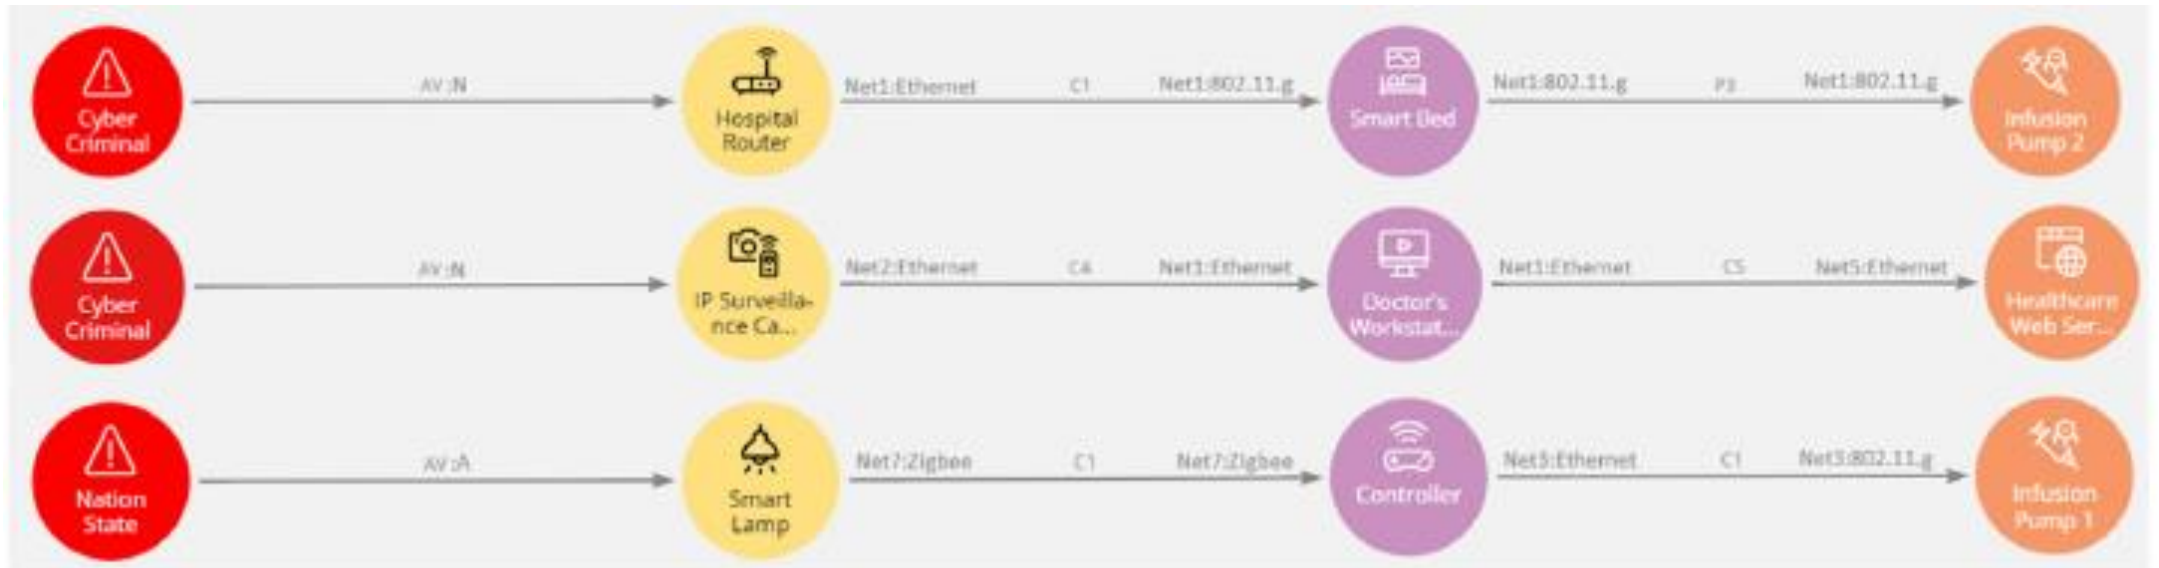 AV:N
Net1:Ethernet C1 Net1:802.11.g
Net1:802.11.g P3 Net1:802.11.g
Cyber
Criminal
Hospital
Router
Smart Bed
Infusion
Pump 2
AV:N
Net2:Ethernet C4 Net1:Ethernet
Net1:Ethernet C5 Net5:Ethernet
Cyber
Criminal
IP Surveilla-
nce Ca...
Doctor's
Workstat...
Healthcare
Web Ser...
AV:A
Net7:Zigbee C1 Net7:Zigbee
Net3:Ethernet C1 Net3:802.11.g
Nation
State
Smart
Lamp
Controller
Infusion
Pump 1